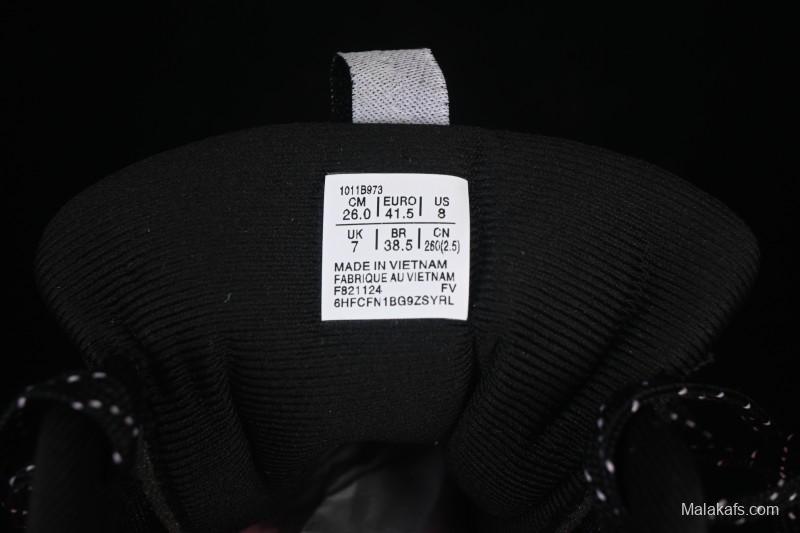 1011B973
CM | EURO | US
26.0 | 41.5 | 8
UK | BR | CN
7 | 38.5 | 260(2.5)
MADE IN VIETNAM
FABRIQUE AU VIETNAM
F821124 FV
6HFCFN1BG9ZSYRL
Malakafs.com